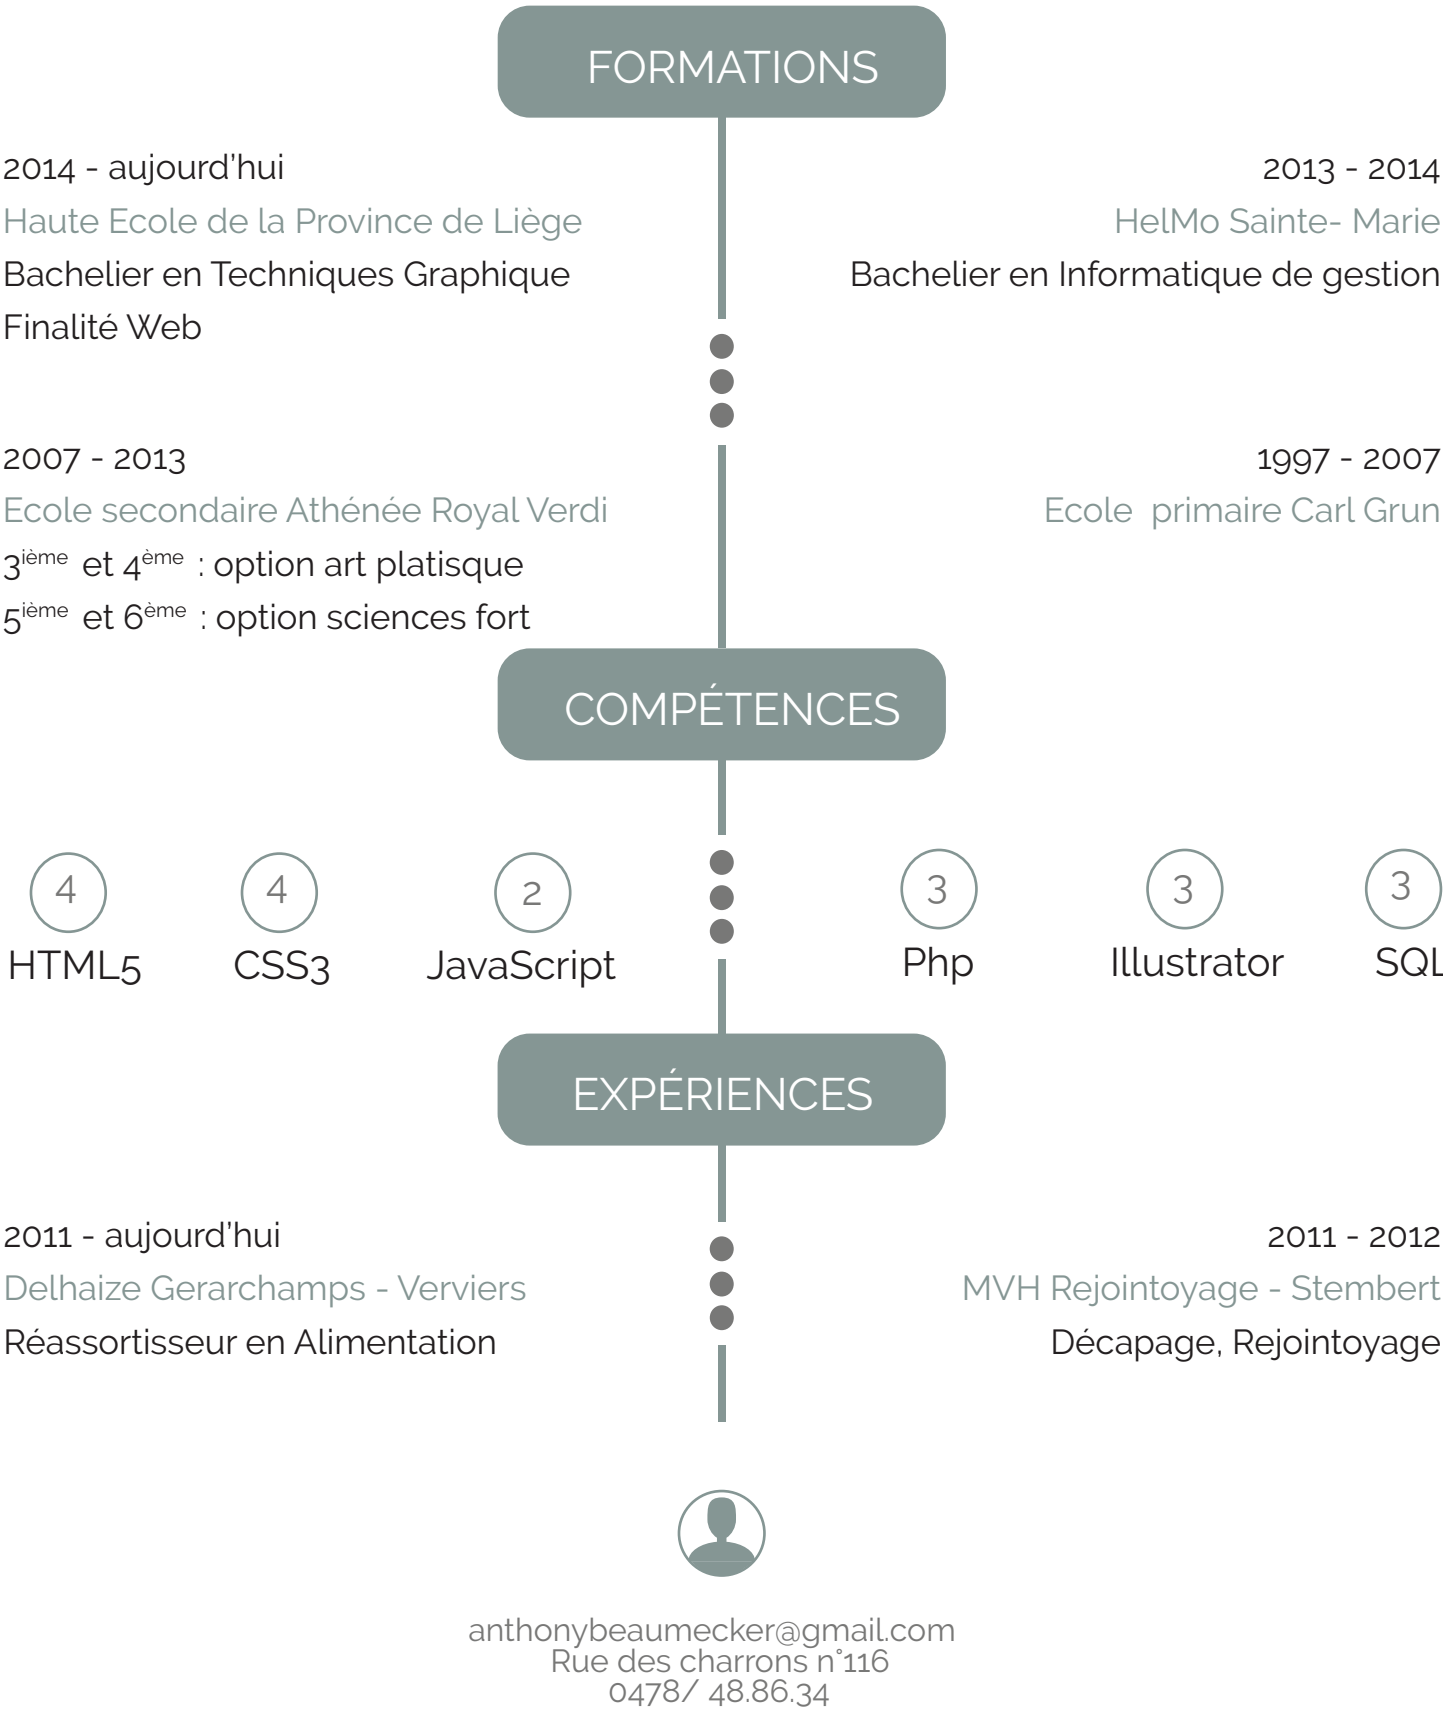 FORMATIONS
2014 - aujourd’hui
Haute Ecole de la Province de Liège
Bachelier en Techniques Graphique
Finalité Web
2013 - 2014
HelMo Sainte- Marie
Bachelier en Informatique de gestion
2007 - 2013
Ecole secondaire Athénée Royal Verdi
3ième et 4ème : option art platisque
5ième et 6ème : option sciences fort
1997 - 2007
Ecole primaire Carl Grun
COMPÉTENCES
4
HTML5
4
CSS3
2
JavaScript
3
Php
3
Illustrator
3
SQL
EXPÉRIENCES
2011 - aujourd’hui
Delhaize Gerarchamps - Verviers
Réassortisseur en Alimentation
2011 - 2012
MVH Rejointoyage - Stembert
Décapage, Rejointoyage
anthonybeaumecker@gmail.com
Rue des charrons n°116
0478/ 48.86.34